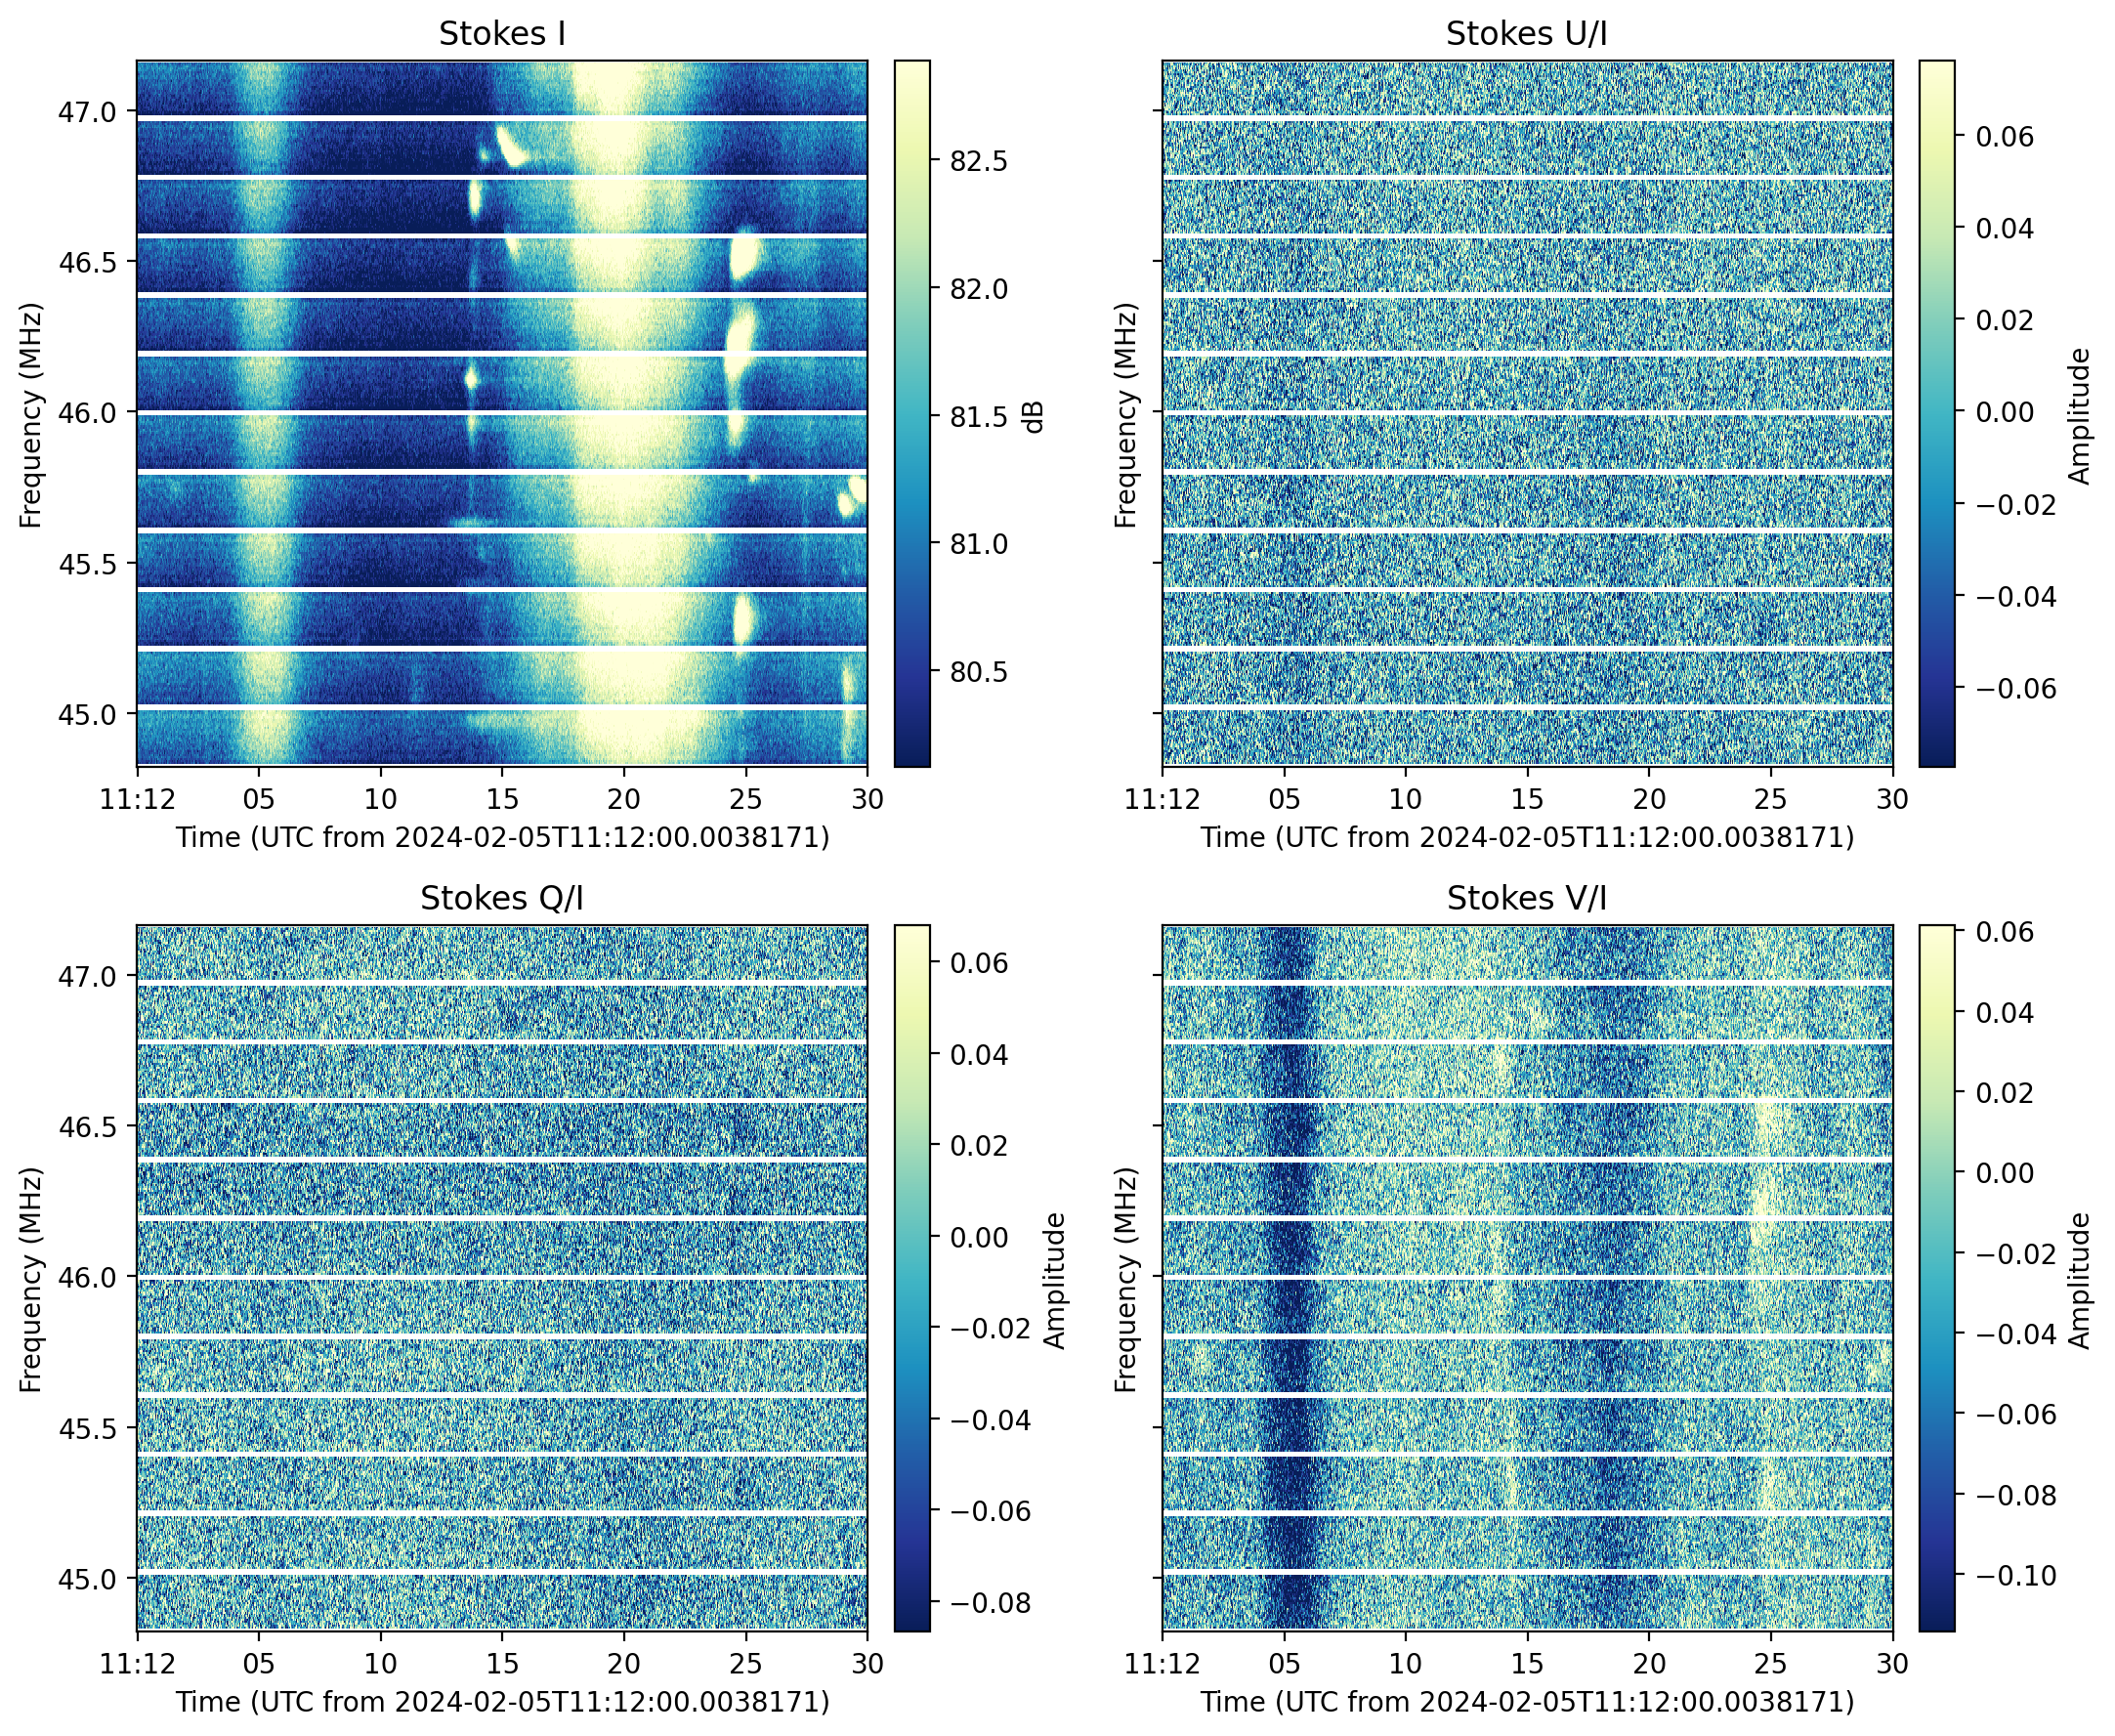 Stokes I
Frequency (MHz)
47.0
46.5
46.0
45.5
45.0
11:12 05 10 15 20 25 30
Time (UTC from 2024-02-05T11:12:00.0038171)
82.5
82.0
81.5
81.0
80.5
dB
Stokes U/I
Frequency (MHz)
11:12 05 10 15 20 25 30
Time (UTC from 2024-02-05T11:12:00.0038171)
0.06
0.04
0.02
0.00
−0.02
−0.04
−0.06
Amplitude
Stokes Q/I
Frequency (MHz)
47.0
46.5
46.0
45.5
45.0
11:12 05 10 15 20 25 30
Time (UTC from 2024-02-05T11:12:00.0038171)
0.06
0.04
0.02
0.00
−0.02
−0.04
−0.06
−0.08
Amplitude
Stokes V/I
Frequency (MHz)
11:12 05 10 15 20 25 30
Time (UTC from 2024-02-05T11:12:00.0038171)
0.06
0.04
0.02
0.00
−0.02
−0.04
−0.06
−0.08
−0.10
Amplitude